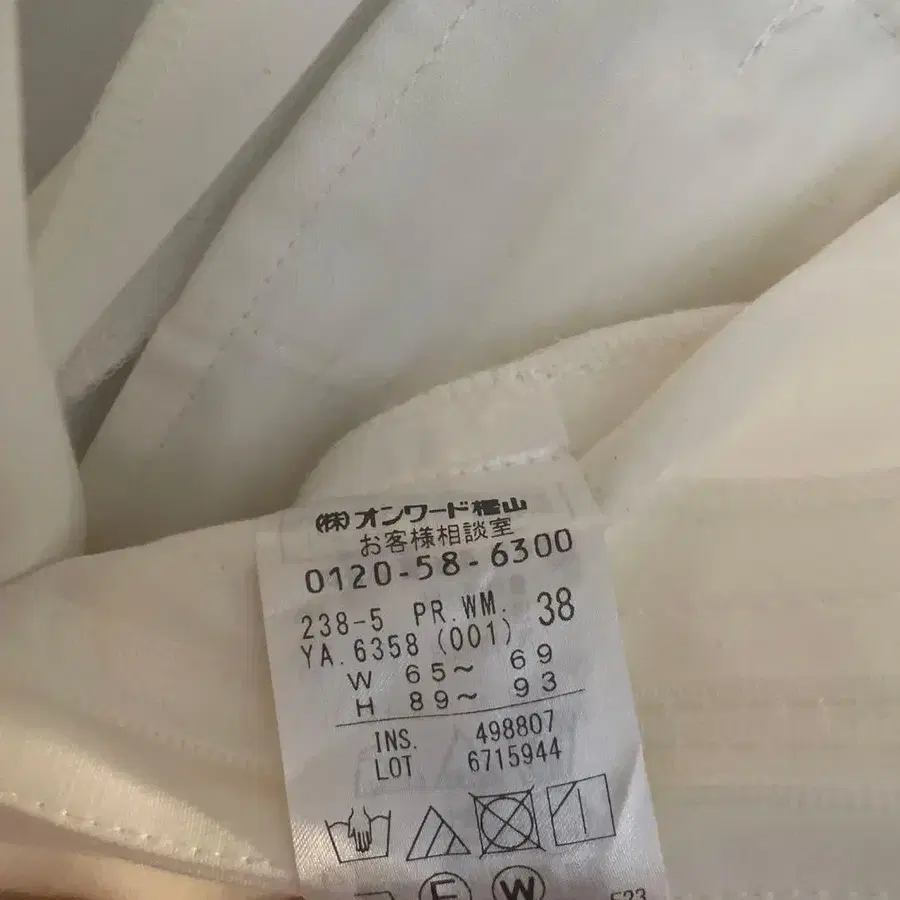 (株)オンワード樫山
お客様相談室
0120-58-6300
238-5 PR.WM. 38
YA.6358 (001)
W 65~ 69
H 89~ 93
INS. 498807
LOT 6715944
F W